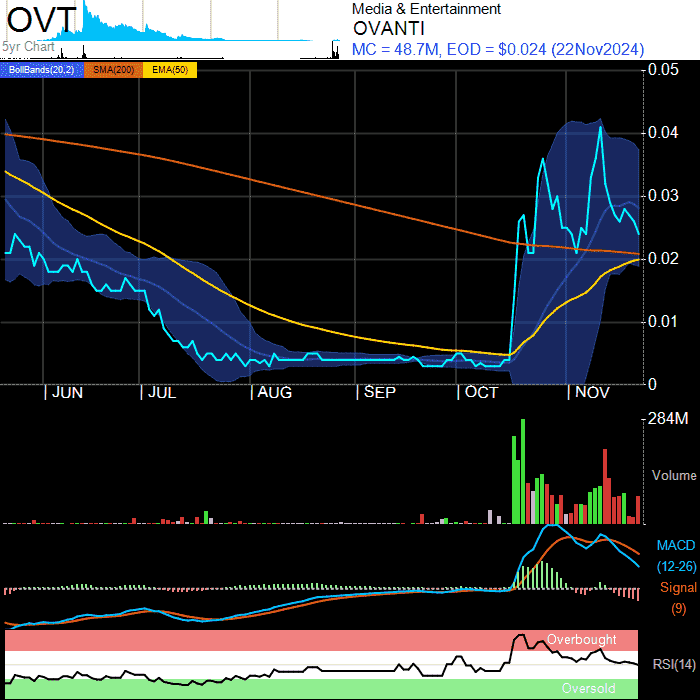 OVT
5yr Chart
Media & Entertainment
OVANTI
MC = 48.7M, EOD = $0.024 (22Nov2024)
BollBands(20,2) SMA(200) EMA(50)
0.05
0.04
0.03
0.02
0.01
0
| JUN | JUL | AUG | SEP | OCT | NOV
284M
Volume
MACD
(12-26)
Signal
(9)
Overbought
RSI(14)
Oversold